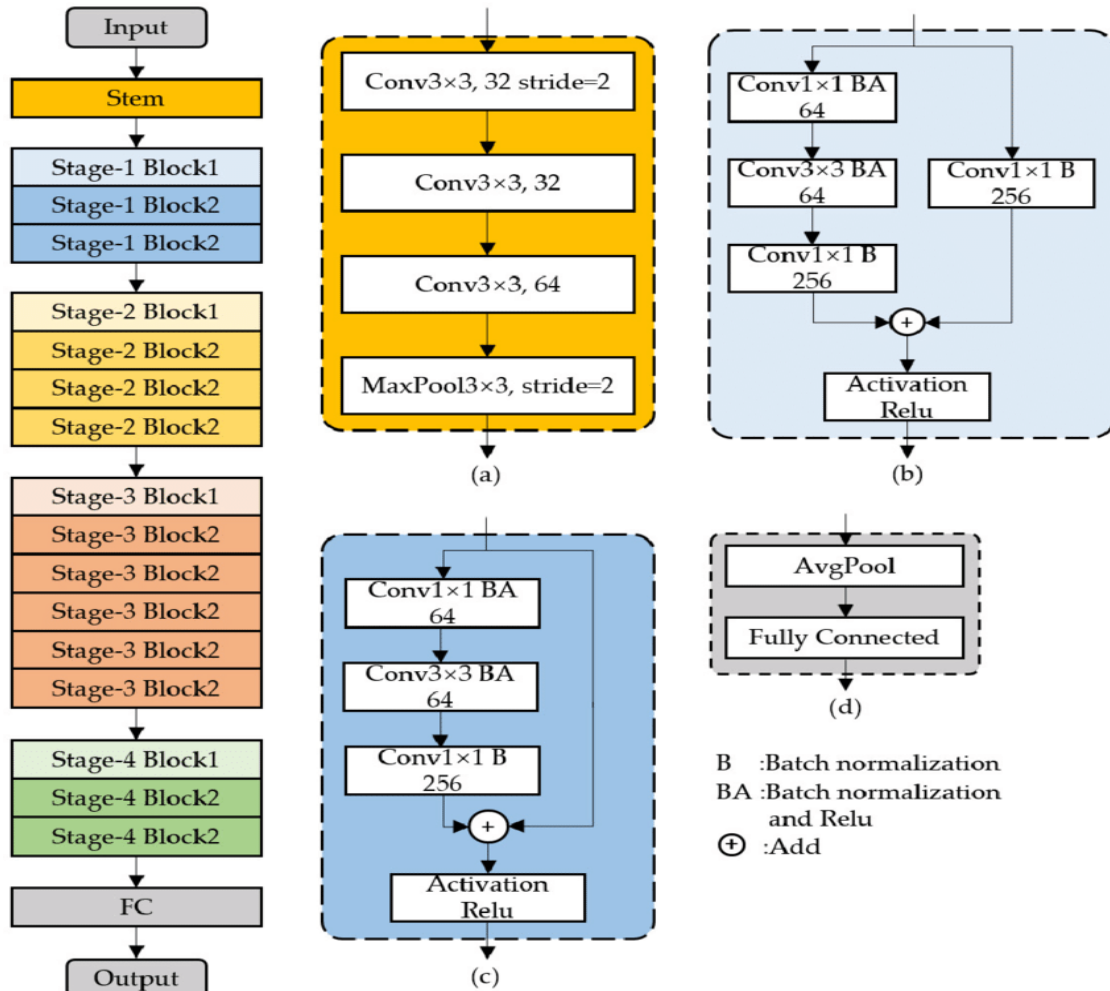 Input
Stem
Stage-1 Block1
Stage-1 Block2
Stage-1 Block2
Stage-2 Block1
Stage-2 Block2
Stage-2 Block2
Stage-2 Block2
Stage-3 Block1
Stage-3 Block2
Stage-3 Block2
Stage-3 Block2
Stage-3 Block2
Stage-3 Block2
Stage-4 Block1
Stage-4 Block2
Stage-4 Block2
FC
Output
Conv3×3, 32 stride=2
Conv3×3, 32
Conv3×3, 64
MaxPool3×3, stride=2
(a)
Conv1×1 BA
64
Conv3×3 BA
64
Conv1×1 B
256
Conv1×1 B
256
+
Activation
Relu
(b)
Conv1×1 BA
64
Conv3×3 BA
64
Conv1×1 B
256
+
Activation
Relu
(c)
AvgPool
Fully Connected
(d)
B :Batch normalization
BA :Batch normalization
and Relu
⊕ :Add